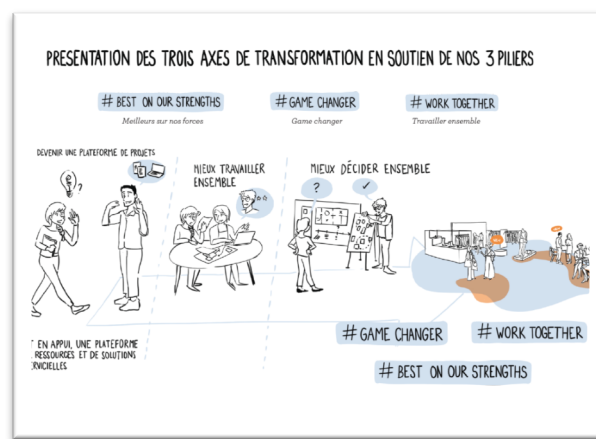 PRESENTATION DES TROIS AXES DE TRANSFORMATION EN SOUTIEN DE NOS 3 PILIERS
# BEST ON OUR STRENGTHS
# GAME CHANGER
# WORK TOGETHER
Meilleurs sur nos forces
Game changer
Travailler ensemble
DEVENIR UNE PLATEFORME DE PROJETS
?
MIEUX TRAVAILLER
ENSEMBLE
MIEUX DÉCIDER ENSEMBLE
? ✓
# GAME CHANGER
# WORK TOGETHER
# BEST ON OUR STRENGTHS
EN APPUI, UNE PLATEFORME
RESSOURCES ET DE SOLUTIONS
RVICIELLES